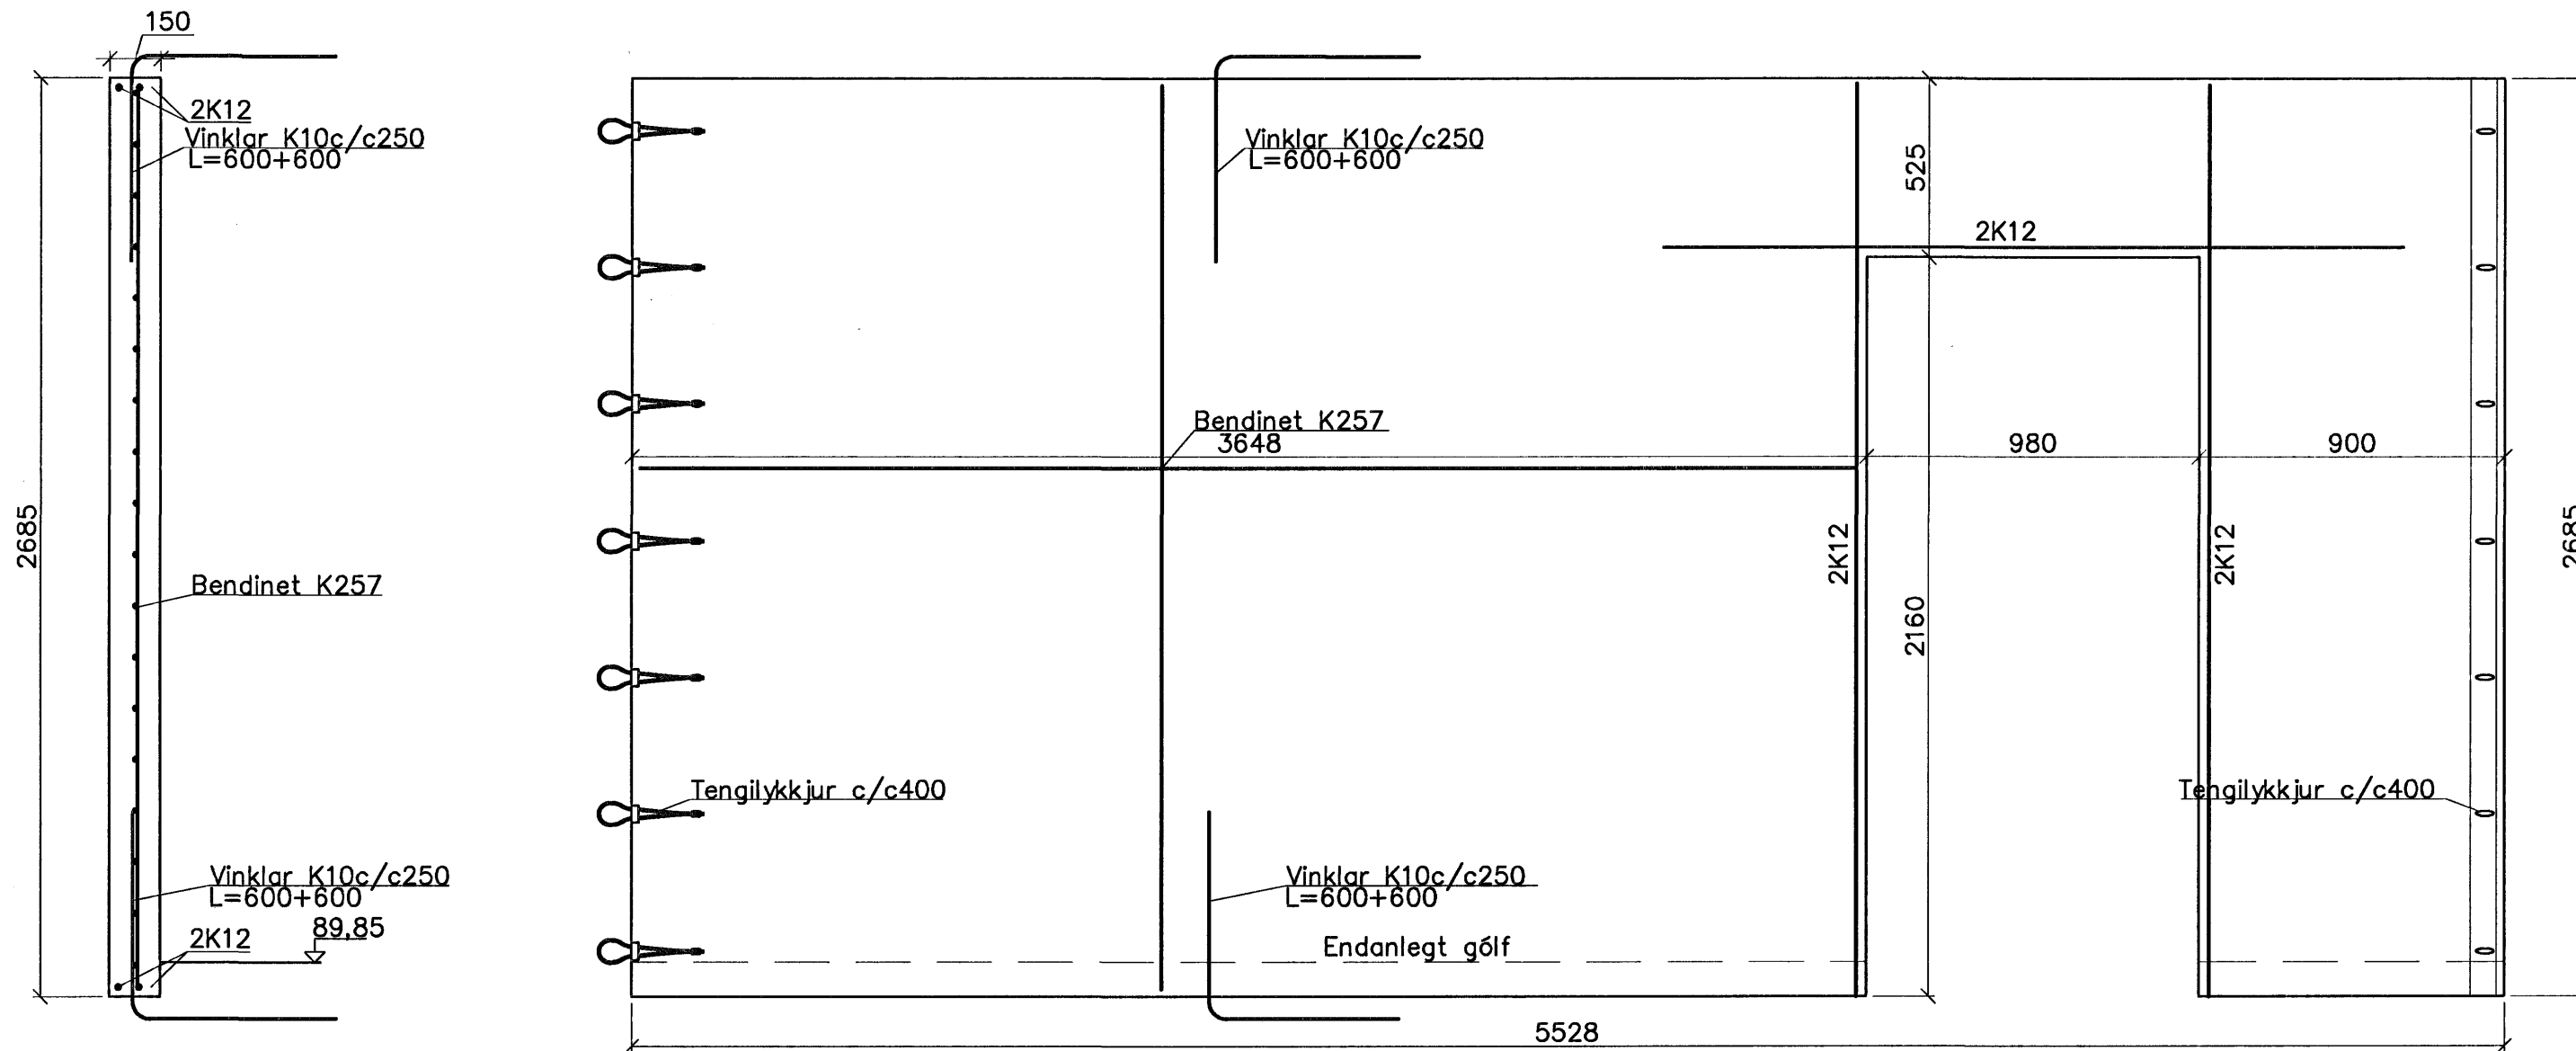 150
2K12
Vinklar K10c/c250
L=600+600
2685
Bendinet K257
Vinklar K10c/c250
L=600+600
89,85
2K12
Vinklar K10c/c250
L=600+600
525
2K12
Bendinet K257
3648
980
900
2K12
2K12
2160
2685
Tengilykkjur c/c400
Tengilykkjur c/c400
Vinklar K10c/c250
L=600+600
Endanlegt gólf
5528